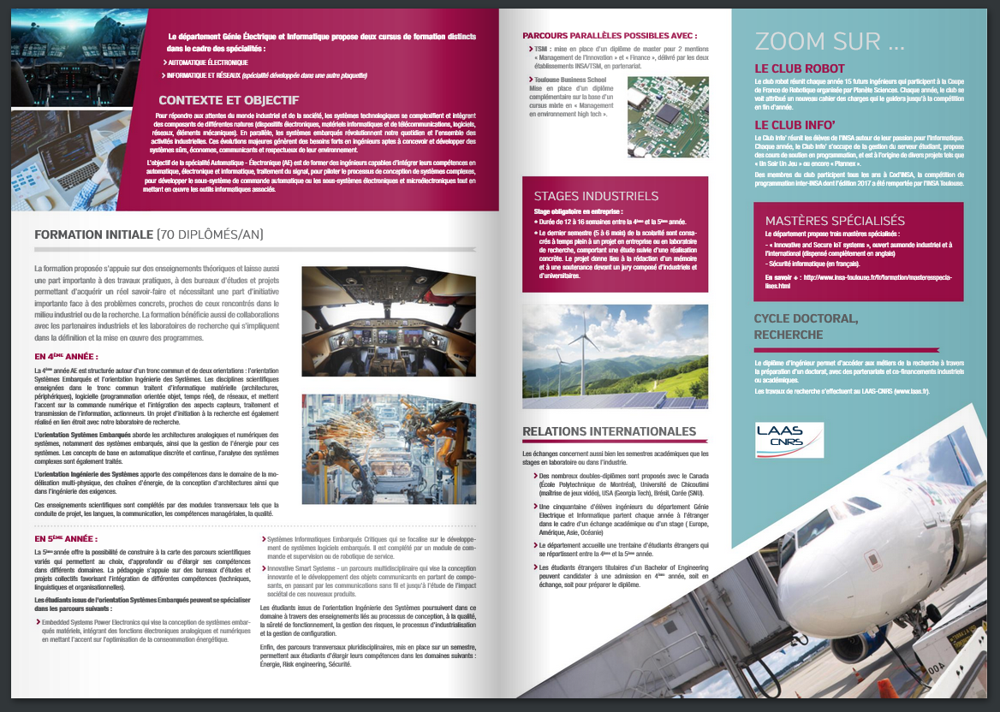 Le département Génie Électrique et Informatique propose deux cursus de formation distincts
dans le cadre des spécialités :
AUTOMATIQUE ÉLECTRONIQUE
INFORMATIQUE ET RÉSEAUX (spécialité développée dans une autre plaquette)
CONTEXTE ET OBJECTIF
Pour répondre aux attentes du monde industriel et de la société, les systèmes technologiques se complexifient et intègrent
des composants de différentes natures (dispositifs électroniques, matériels informatiques et de télécommunications, logiciels,
réseaux, éléments mécaniques). En parallèle, les systèmes embarqués révolutionnent notre quotidien et l'ensemble des
activités industrielles. Ces évolutions majeures génèrent des besoins forts en ingénieurs aptes à concevoir et développer des
systèmes sûrs, économes, communicants et respectueux de leur environnement.
L'objectif de la spécialité Automatique - Électronique (AE) est de former des ingénieurs capables d'intégrer leurs compétences en
automatique, électronique et informatique, traitement du signal, pour piloter le processus de conception de systèmes complexes,
pour développer le sous-système de commande automatique ou les sous-systèmes électroniques et microélectroniques tout en
mettant en œuvre les outils informatiques associés.
FORMATION INITIALE (70 DIPLÔMÉS/AN)
La formation proposée s'appuie sur des enseignements théoriques et laisse aussi
une part importante à des travaux pratiques, à des bureaux d'études et projets
permettant d'acquérir un réel savoir-faire et nécessitant une part d'initiative
importante face à des problèmes concrets, proches de ceux rencontrés dans le
milieu industriel ou de la recherche. La formation bénéficie aussi de collaborations
avec les partenaires industriels et les laboratoires de recherche qui s'impliquent
dans la définition et la mise en œuvre des programmes.
EN 4ÈME ANNÉE :
La 4ème année AE est structurée autour d'un tronc commun et de deux orientations : l'orientation
Systèmes Embarqués et l'orientation Ingénierie des Systèmes. Les disciplines scientifiques
enseignées dans le tronc commun traitent d'informatique matérielle (architectures,
périphériques), logicielle (programmation orientée objet, temps réel), de réseaux, et mettent
l'accent sur la commande numérique et l'intégration des aspects capteurs, traitement et
transmission de l'information, actionneurs. Un projet d'initiation à la recherche est également
réalisé en lien étroit avec notre laboratoire de recherche.
L'orientation Systèmes Embarqués aborde les architectures analogiques et numériques des
systèmes, notamment des systèmes embarqués, ainsi que la gestion de l'énergie pour ces
systèmes. Les concepts de base en automatique discrète et continue, l'analyse des systèmes
complexes sont également traités.
L'orientation Ingénierie des Systèmes apporte des compétences dans le domaine de la mo-
délisation multi-physique, des chaînes d'énergie, de la conception d'architectures ainsi que
dans l'ingénierie des exigences.
Ces enseignements scientifiques sont complétés par des modules transversaux tels que la
conduite de projet, les langues, la communication, les compétences managériales, la qualité.
EN 5ÈME ANNÉE :
La 5ème année offre la possibilité de construire à la carte des parcours scientifiques
variés qui permettent au choix, d'approfondir ou d'élargir ses compétences
dans différents domaines. La pédagogie s'appuie sur des bureaux d'études et
projets collectifs favorisant l'intégration de différentes compétences (techniques,
linguistiques et organisationnelles).
Les étudiants issus de l'orientation Systèmes Embarqués peuvent se spécialiser
dans les parcours suivants :
Embedded Systems Power Electronics qui vise la conception de systèmes embar-
qués matériels, intégrant des fonctions électroniques analogiques et numériques
en mettant l'accent sur l'optimisation de la consommation énergétique.
Systèmes Informatiques Embarqués Critiques qui se focalise sur le développe-
ment de systèmes logiciels embarqués. Il est complété par un module de com-
mande et supervision ou de robotique de service.
Innovative Smart Systems - un parcours multidisciplinaire qui vise la conception
innovante et le développement des objets communicants en partant de compo-
sants, en passant par les communications sans fil et jusqu'à l'étude de l'impact
sociétal de ces nouveaux produits.
Les étudiants issus de l'orientation Ingénierie des Systèmes poursuivent dans ce
domaine à travers des enseignements liés au processus de conception, à la qualité,
la sûreté de fonctionnement, la gestion des risques, le processus d'industrialisation
et la gestion de configuration.
Enfin, des parcours transversaux pluridisciplinaires, mis en place sur un semestre,
permettent aux étudiants d'élargir leurs compétences dans les domaines suivants :
Énergie, Risk engineering, Sécurité.
PARCOURS PARALLÈLES POSSIBLES AVEC :
TSM : mise en place d'un diplôme de master pour 2 mentions
« Management de l'Innovation » et « Finance », délivré par les deux
établissements INSA/TSM, en partenariat.
Toulouse Business School
Mise en place d'un diplôme
complémentaire sur la base d'un
cursus mixte en « Management
en environnement high tech ».
STAGES INDUSTRIELS
Stage obligatoire en entreprise :
• Durée de 12 à 16 semaines entre la 4ème et la 5ème année.
• Le dernier semestre (5 à 6 mois) de la scolarité sont consa-
crés à temps plein à un projet en entreprise ou en laboratoire
de recherche, comportant une étude suivie d'une réalisation
concrète. Le projet donne lieu à la rédaction d'un mémoire
et à une soutenance devant un jury composé d'industriels et
d'universitaires.
RELATIONS INTERNATIONALES
Les échanges concernent aussi bien les semestres académiques que les
stages en laboratoire ou dans l'industrie.
Des nombreux doubles-diplômes sont proposés avec le Canada
(École Polytechnique de Montréal), Université de Chicoutimi
(maîtrise de jeux vidéo), USA (Georgia Tech), Brésil, Corée (SNU).
Une cinquantaine d'élèves ingénieurs du département Génie
Electrique et Informatique partent chaque année à l'étranger
dans le cadre d'un échange académique ou d'un stage ( Europe,
Amérique, Asie, Océanie)
Le département accueille une trentaine d'étudiants étrangers qui
se répartissent entre la 4ème et la 5ème année.
Les étudiants étrangers titulaires d'un Bachelor of Engineering
peuvent candidater à une admission en 4ème année, soit en
échange, soit pour préparer le diplôme.
ZOOM SUR ...
LE CLUB ROBOT
Le club robot réunit chaque année 15 futurs ingénieurs qui participent à la Coupe
de France de Robotique organisée par Planète Sciences. Chaque année, le club se
voit attribué un nouveau cahier des charges qui le guidera jusqu'à la compétition
en fin d'année.
LE CLUB INFO'
Le Club Info' réunit les élèves de l'INSA autour de leur passion pour l'informatique.
Chaque année, le Club Info' s'occupe de la gestion du serveur étudiant, propose
des cours de soutien en programmation, et est à l'origine de divers projets tels que
« Un Soir Un Jeu » ou encore « Plannex ».
Des membres du club participent tous les ans à Cod'INSA, la compétition de
programmation inter-INSA dont l'édition 2017 a été remportée par l'INSA Toulouse.
MASTÈRES SPÉCIALISÉS
Le département propose trois mastères spécialisés :
- « Innovative and Secure IoT systems », ouvert aumonde industriel et à
l'international (dispensé complètement en anglais)
- Sécurité informatique (en français).
En savoir + : http://www.insa-toulouse.fr/fr/formation/masteresspecia-
lises.html
CYCLE DOCTORAL,
RECHERCHE
Le diplôme d'ingénieur permet d'accéder aux métiers de la recherche à travers
la préparation d'un doctorat, avec des partenariats et co-financements industriels
ou académiques.
Les travaux de recherche s'effectuent au LAAS-CNRS (www.laas.fr).
LAAS
CNRS
400